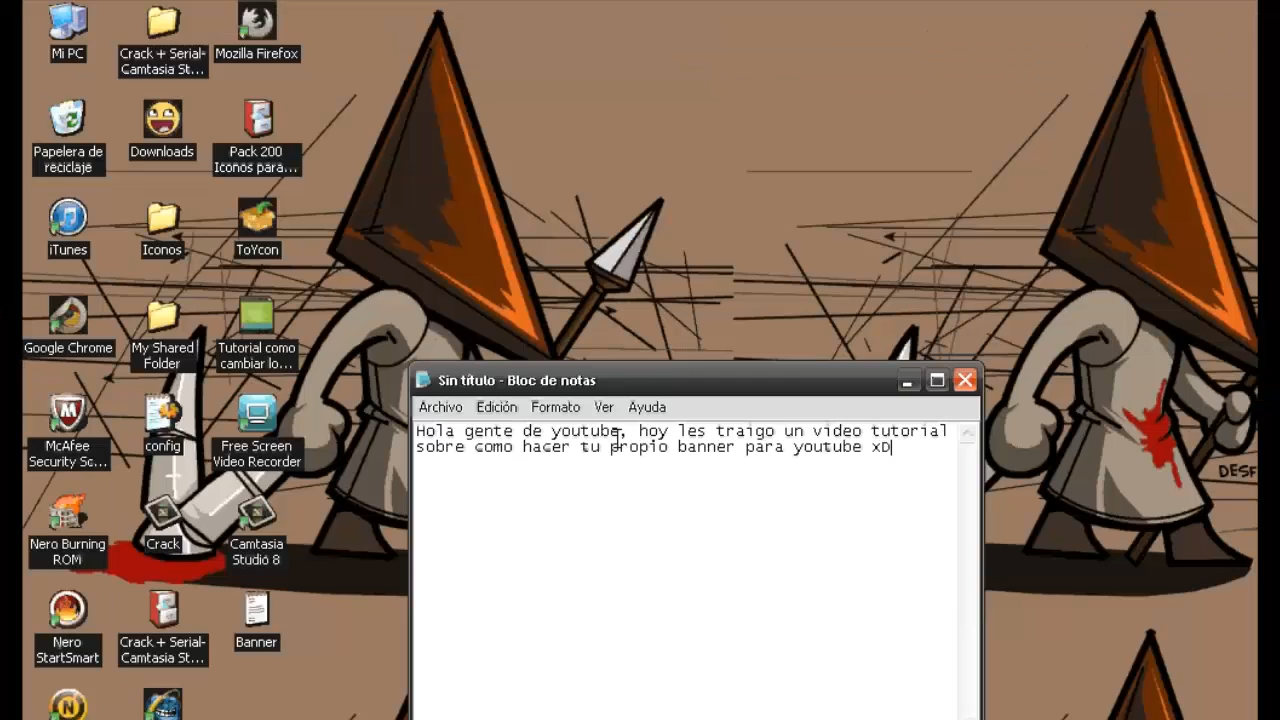 Mi PC
Crack + Serial-
Camtasia St...
Mozilla Firefox
Papelera de
reciclaje
Downloads
Pack 200
Iconos para...
iTunes
Iconos
ToYcon
Google Chrome
My Shared
Folder
Tutorial como
cambiar lo...
McAfee
Security Sc...
config
Free Screen
Video Recorder
Nero Burning
ROM
Crack
Camtasia
Studio 8
Nero
StartSmart
Crack + Serial-
Camtasia St...
Banner
DESF
Sin título - Bloc de notas
Archivo Edición Formato Ver Ayuda
Hola gente de youtube, hoy les traigo un video tutorial
sobre como hacer tu propio banner para youtube xD